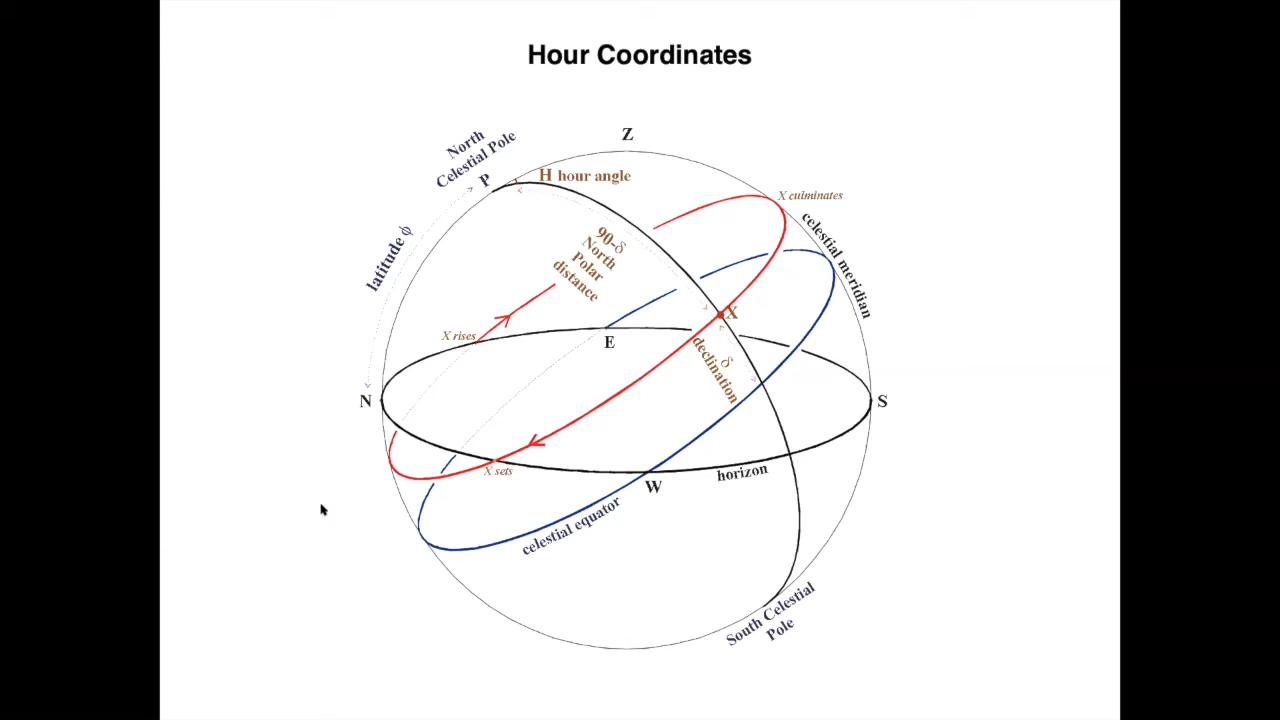 Hour Coordinates
Z
North
Celestial Pole
P
H hour angle
X culminates
celestial meridian
latitude ϕ
90-δ
North
Polar
distance
X rises
E
X
δ
declination
N
S
X sets
W
horizon
celestial equator
South Celestial
Pole